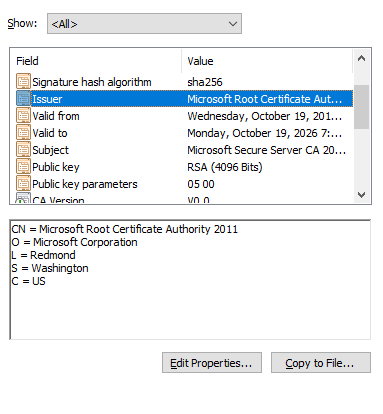 Show: <All>
Field Value
Signature hash algorithm sha256
Issuer Microsoft Root Certificate Aut...
Valid from Wednesday, October 19, 201...
Valid to Monday, October 19, 2026 7:...
Subject Microsoft Secure Server CA 20...
Public key RSA (4096 Bits)
Public key parameters 05 00
CA Version V0.0
CN = Microsoft Root Certificate Authority 2011
O = Microsoft Corporation
L = Redmond
S = Washington
C = US
Edit Properties... Copy to File...